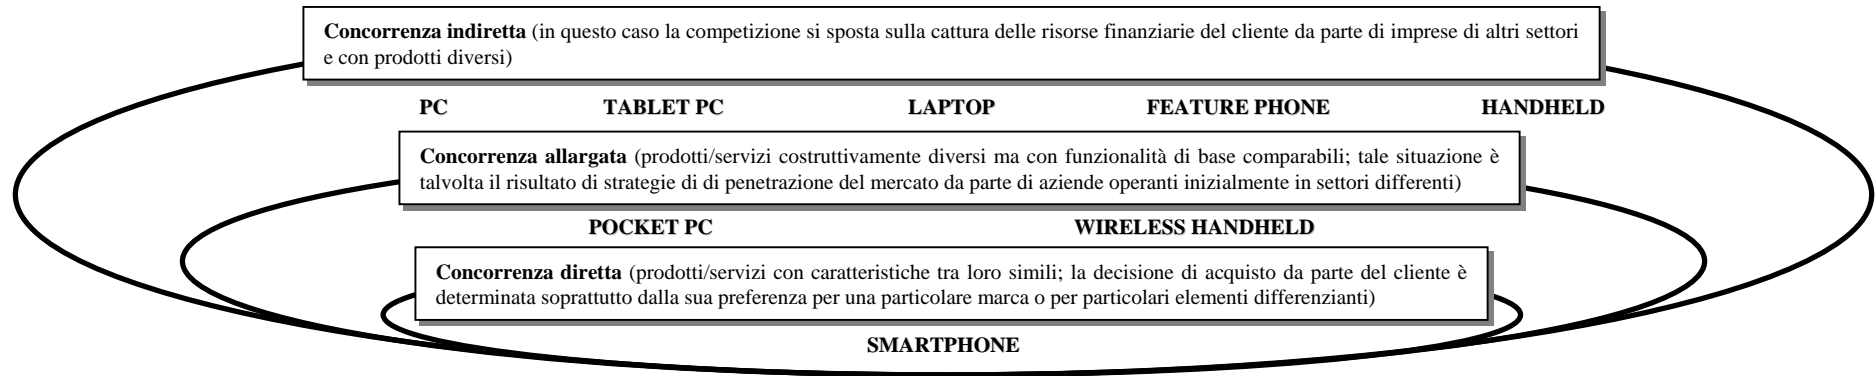 Concorrenza indiretta (in questo caso la competizione si sposta sulla cattura delle risorse finanziarie del cliente da parte di imprese di altri settori
e con prodotti diversi)
PC TABLET PC LAPTOP FEATURE PHONE HANDHELD
Concorrenza allargata (prodotti/servizi costruttivamente diversi ma con funzionalità di base comparabili; tale situazione è
talvolta il risultato di strategie di di penetrazione del mercato da parte di aziende operanti inizialmente in settori differenti)
POCKET PC WIRELESS HANDHELD
Concorrenza diretta (prodotti/servizi con caratteristiche tra loro simili; la decisione di acquisto da parte del cliente è
determinata soprattutto dalla sua preferenza per una particolare marca o per particolari elementi differenzianti)
SMARTPHONE